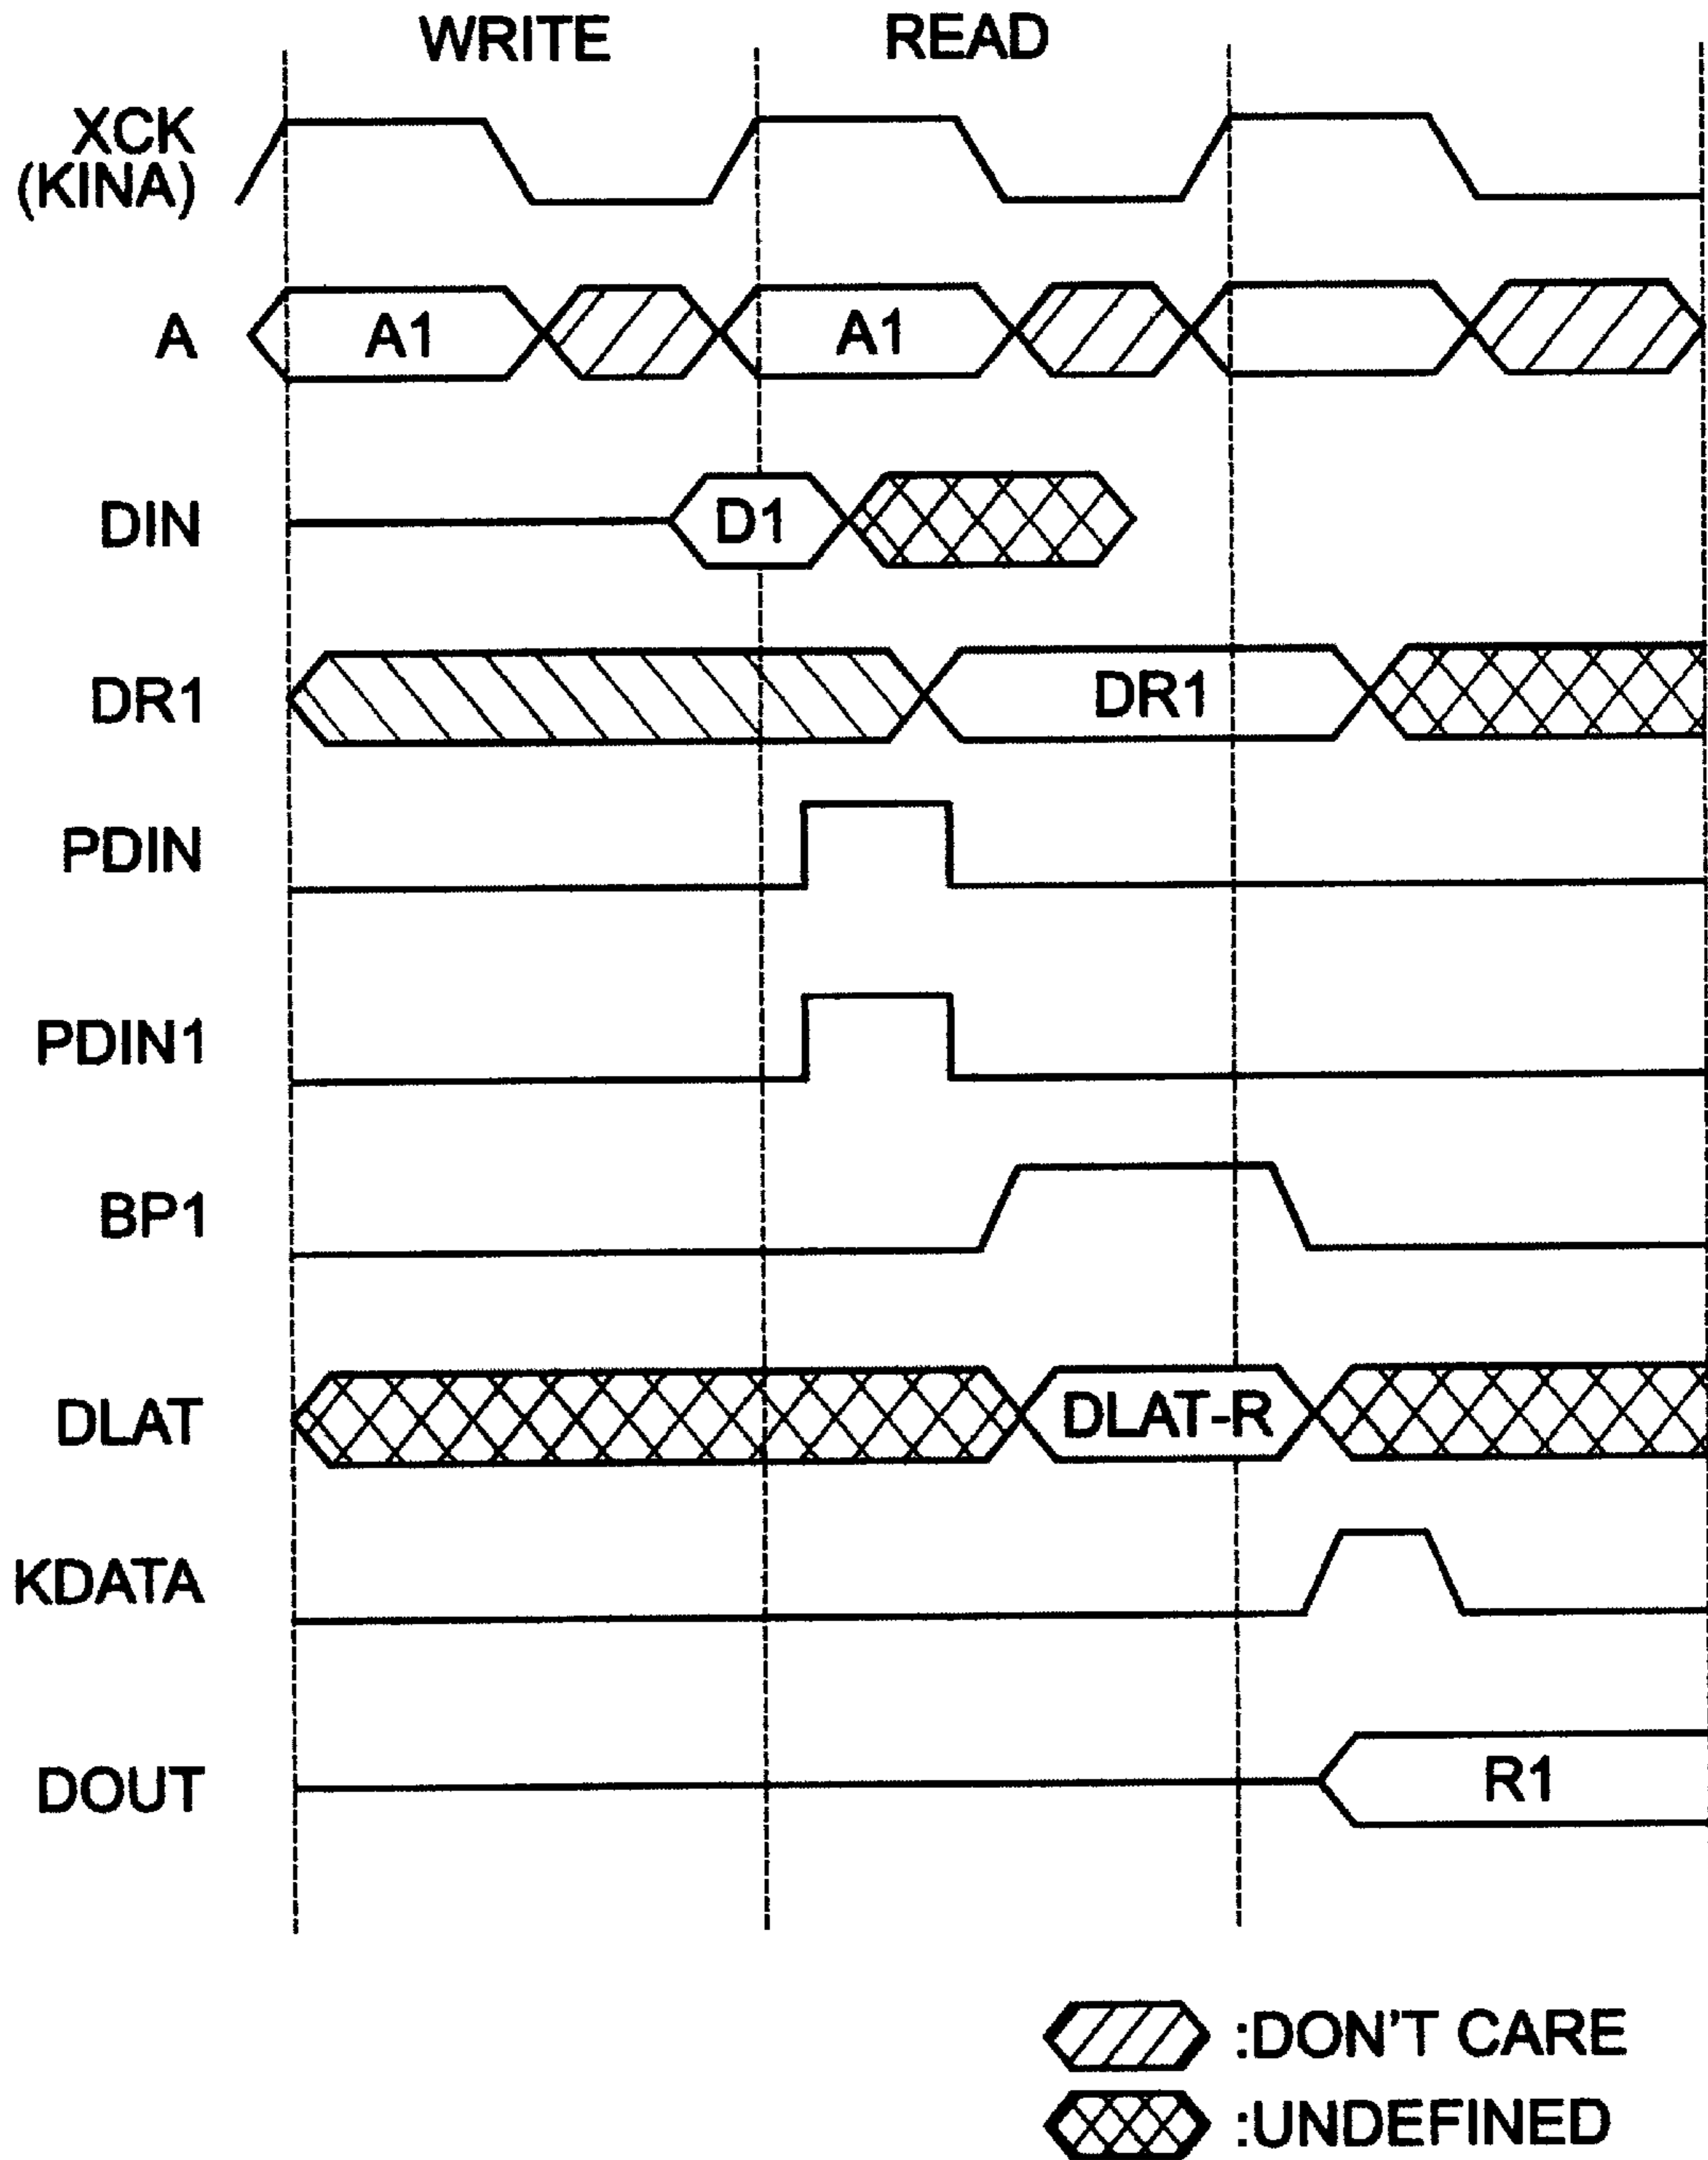 WRITE READ
XCK
(KINA)
A A1 A1
DIN D1
DR1 DR1
PDIN
PDIN1
BP1
DLAT DLAT-R
KDATA
DOUT R1
:DON'T CARE
:UNDEFINED